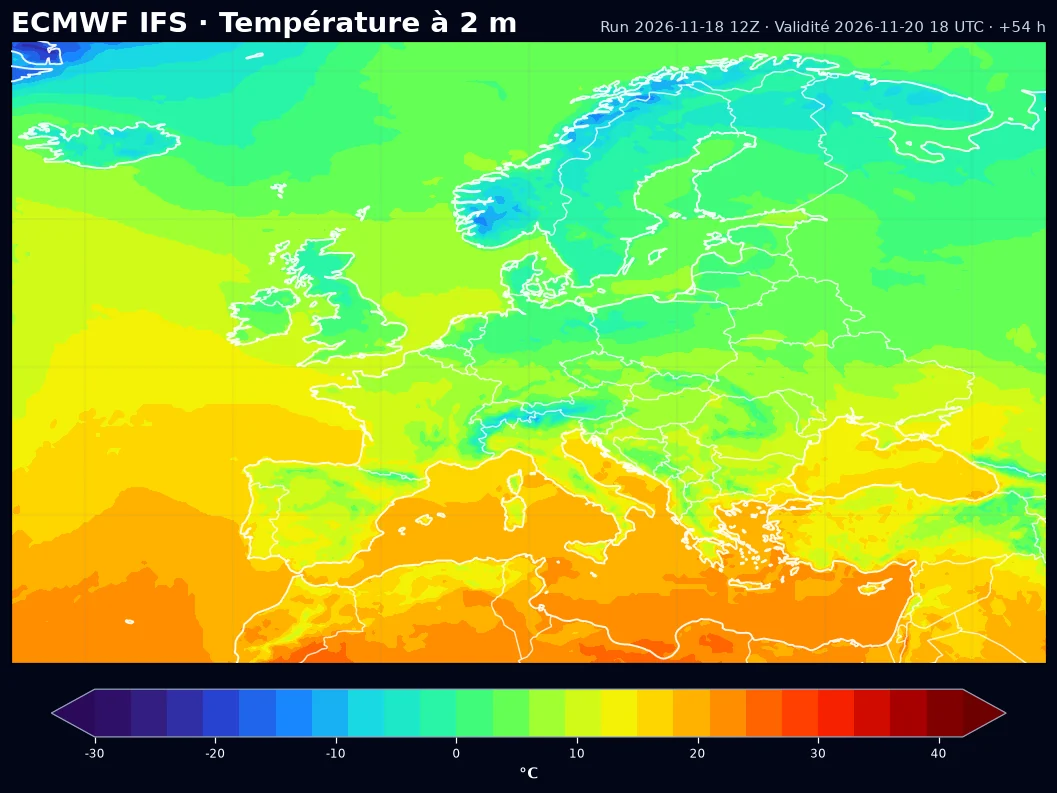 ECMWF IFS · Température à 2 m
Run 2026-11-18 12Z · Validité 2026-11-20 18 UTC · +54 h
-30 -20 -10 0 10 20 30 40
°C